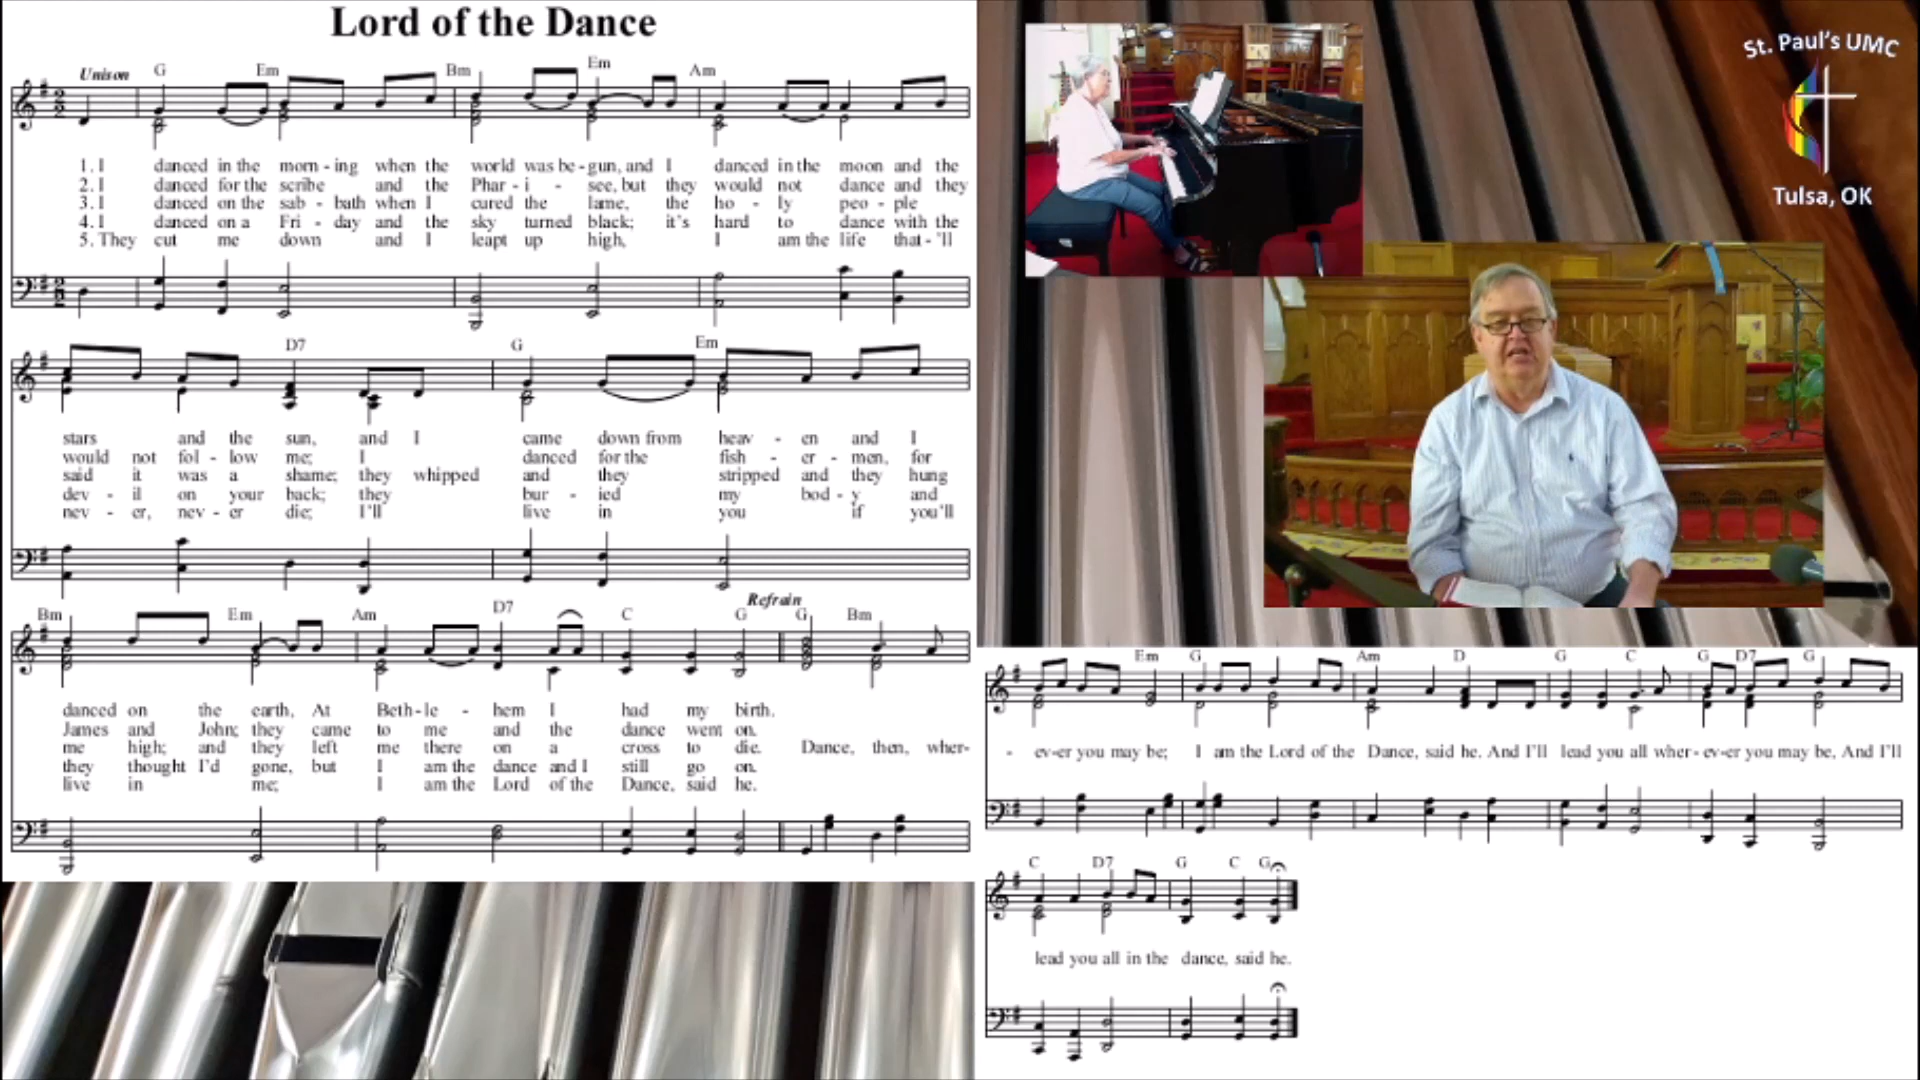 Lord of the Dance
Unison G Em Bm Em Am
1. I danced in the morn - ing when the world was be - gun, and I danced in the moon and the
2. I danced for the scribe and the Phar - i - see, but they would not dance and they
3. I danced on the sab - bath when I cured the lame, the ho - ly peo - ple
4. I danced on a Fri - day and the sky turned black; it's hard to dance with the
5. They cut me down and I leapt up high, I am the life that - 'll
D7 G Em
stars and the sun, and I came down from heav - en and I
would not fol - low me; I danced for the fish - er - men, for
said it was a shame; they whipped and they stripped and they hung
dev - il on your back; they bur - ied my bod - y and
nev - er, nev - er die; I'll live in you if you'll
Refrain
Bm Em Am D7 C G G Bm
danced on the earth, At Beth - le - hem I had my birth.
James and John; they came to me and the dance went on.
me high; and they left me there on a cross to die. Dance, then, wher-
they thought I'd gone, but I am the dance and I still go on.
live in me; I am the Lord of the Dance, said he.
St. Paul's UMC
Tulsa, OK
Em G Am D G C G D7 G
- ev-er you may be; I am the Lord of the Dance, said he. And I'll lead you all wher - ev-er you may be, And I'll
C D7 G C G
lead you all in the dance, said he.